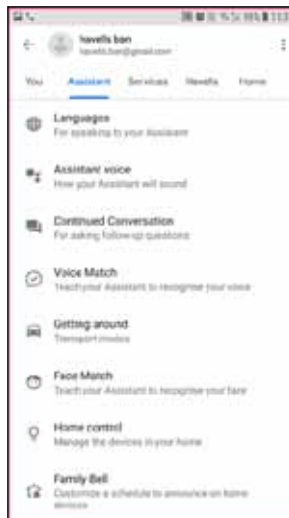 havells ban
havells.ban@gmail.com
You Assistant Services Havells Home
Languages
For speaking to your Assistant
Assistant voice
How your Assistant will sound
Continued Conversation
For asking follow-up questions
Voice Match
Teach your Assistant to recognise your voice
Getting around
Transport modes
Face Match
Teach your Assistant to recognise your face
Home control
Manage the devices in your home
Family Bell
Customize a schedule to announce on home
devices